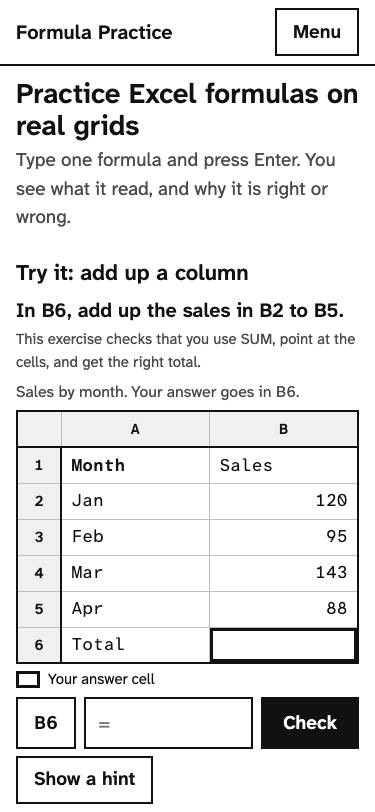 Formula Practice
Menu
Practice Excel formulas on
real grids
Type one formula and press Enter. You
see what it read, and why it is right or
wrong.
Try it: add up a column
In B6, add up the sales in B2 to B5.
This exercise checks that you use SUM, point at the
cells, and get the right total.
Sales by month. Your answer goes in B6.
A B
1 Month Sales
2 Jan 120
3 Feb 95
4 Mar 143
5 Apr 88
6 Total
Your answer cell
B6 = Check
Show a hint